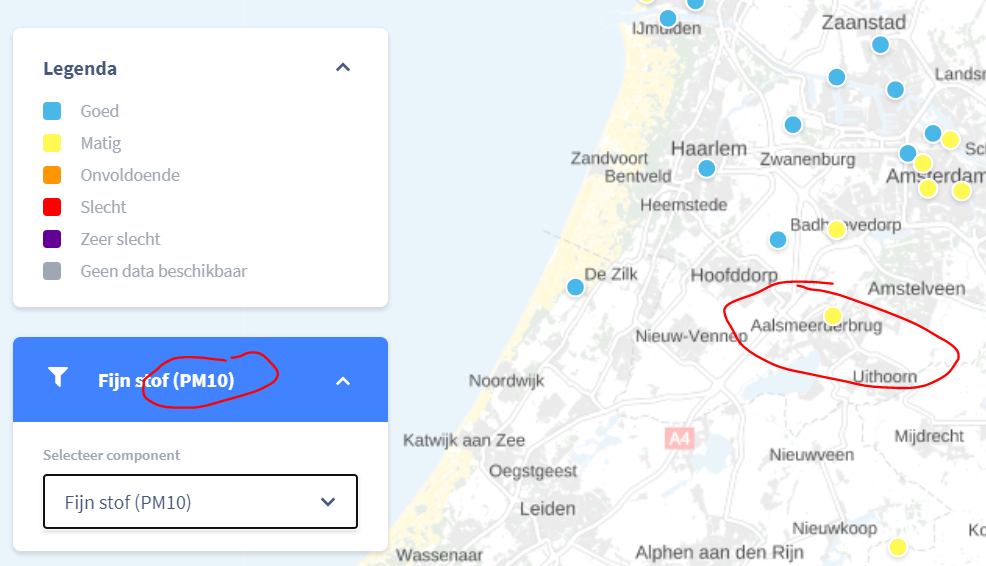 Legenda
Goed
Matig
Onvoldoende
Slecht
Zeer slecht
Geen data beschikbaar
Fijn stof (PM10)
Selecteer component
Fijn stof (PM10)
IJmuiden
Zaanstad
Haarlem
Zandvoort
Bentveld
Zwanenburg
Amsterdam
Heemstede
Badhoevedorp
De Zilk
Hoofddorp
Amstelveen
Aalsmeerderbrug
Nieuw-Vennep
Uithoorn
Noordwijk
Katwijk aan Zee
A4
Mijdrecht
Nieuwveen
Oegstgeest
Leiden
Nieuwkoop
Wassenaar
Alphen aan den Rijn